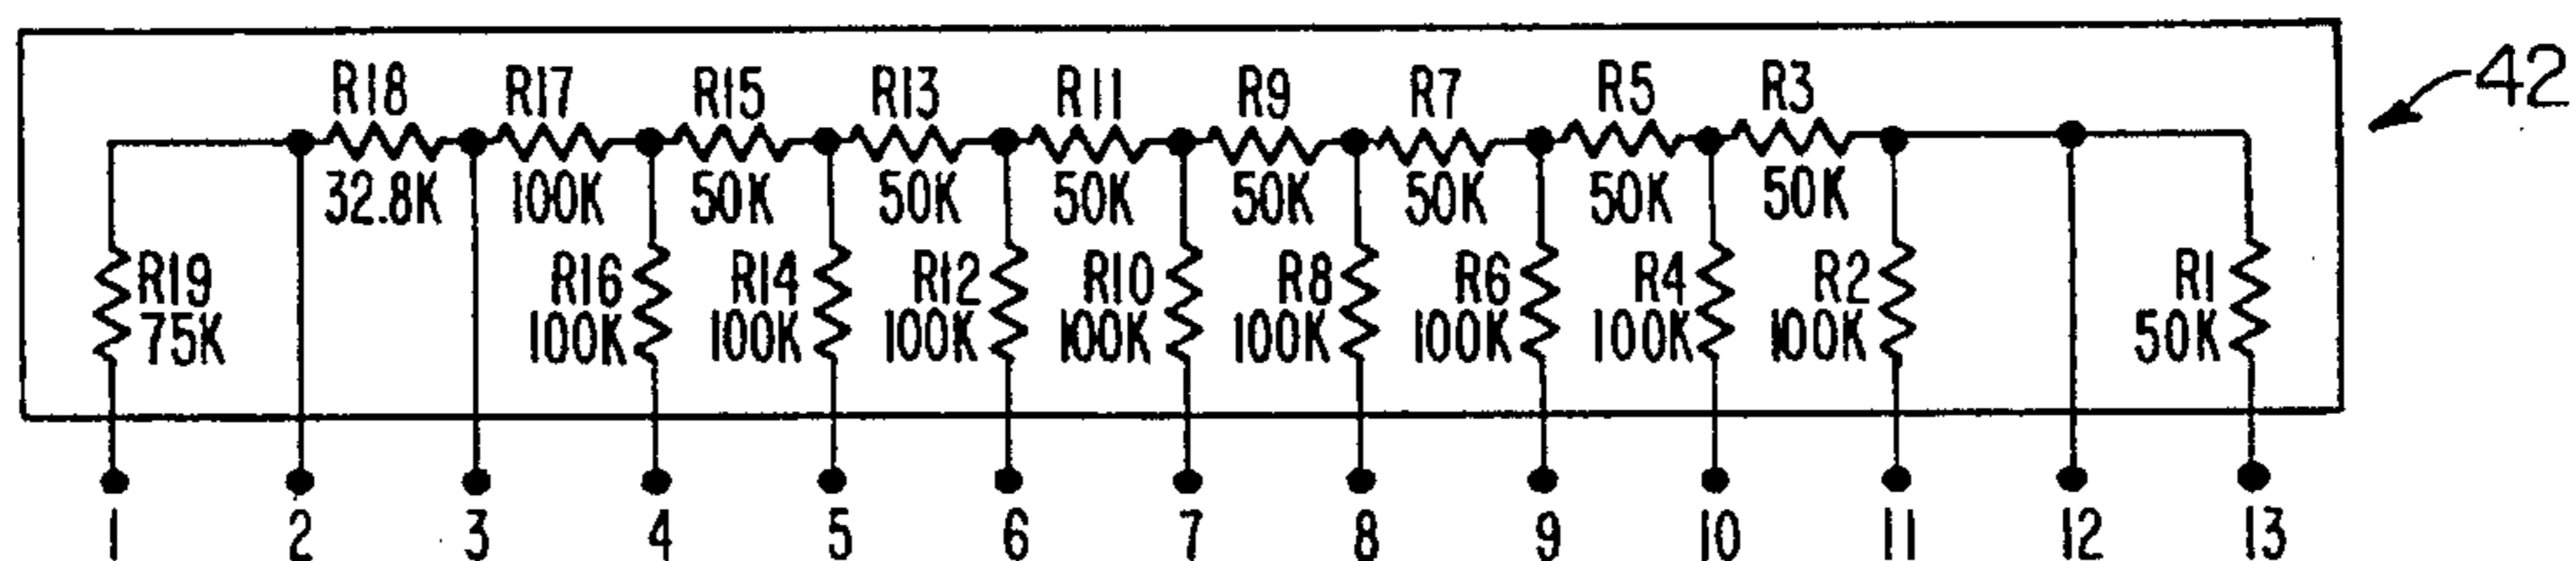 R18 R17 R15 R13 R11 R9 R7 R5 R3
42
32.8K 100K 50K 50K 50K 50K 50K 50K 50K
R19 R16 R14 R12 R10 R8 R6 R4 R2 R1
75K 100K 100K 100K 100K 100K 100K 100K 100K 50K
1 2 3 4 5 6 7 8 9 10 11 12 13